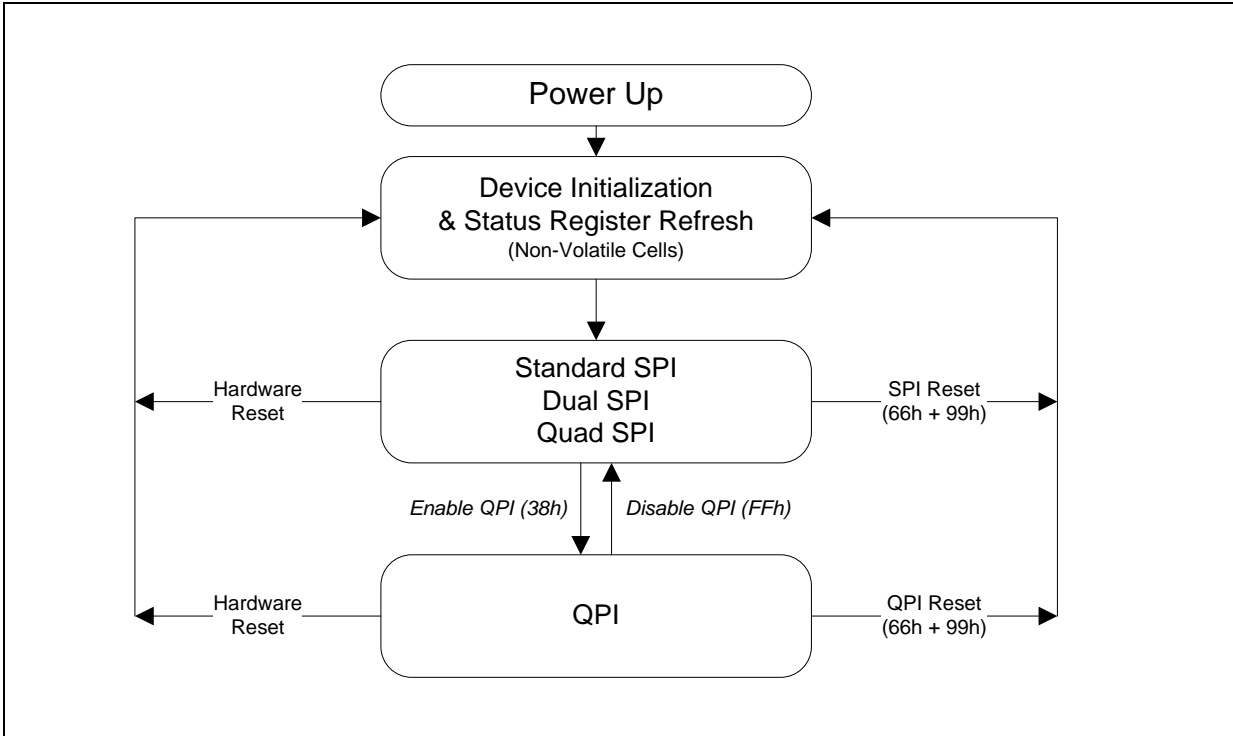 Power Up
Device Initialization
& Status Register Refresh
(Non-Volatile Cells)
Standard SPI
Dual SPI
Quad SPI
Hardware
Reset
SPI Reset
(66h + 99h)
Enable QPI (38h)
Disable QPI (FFh)
QPI
Hardware
Reset
QPI Reset
(66h + 99h)